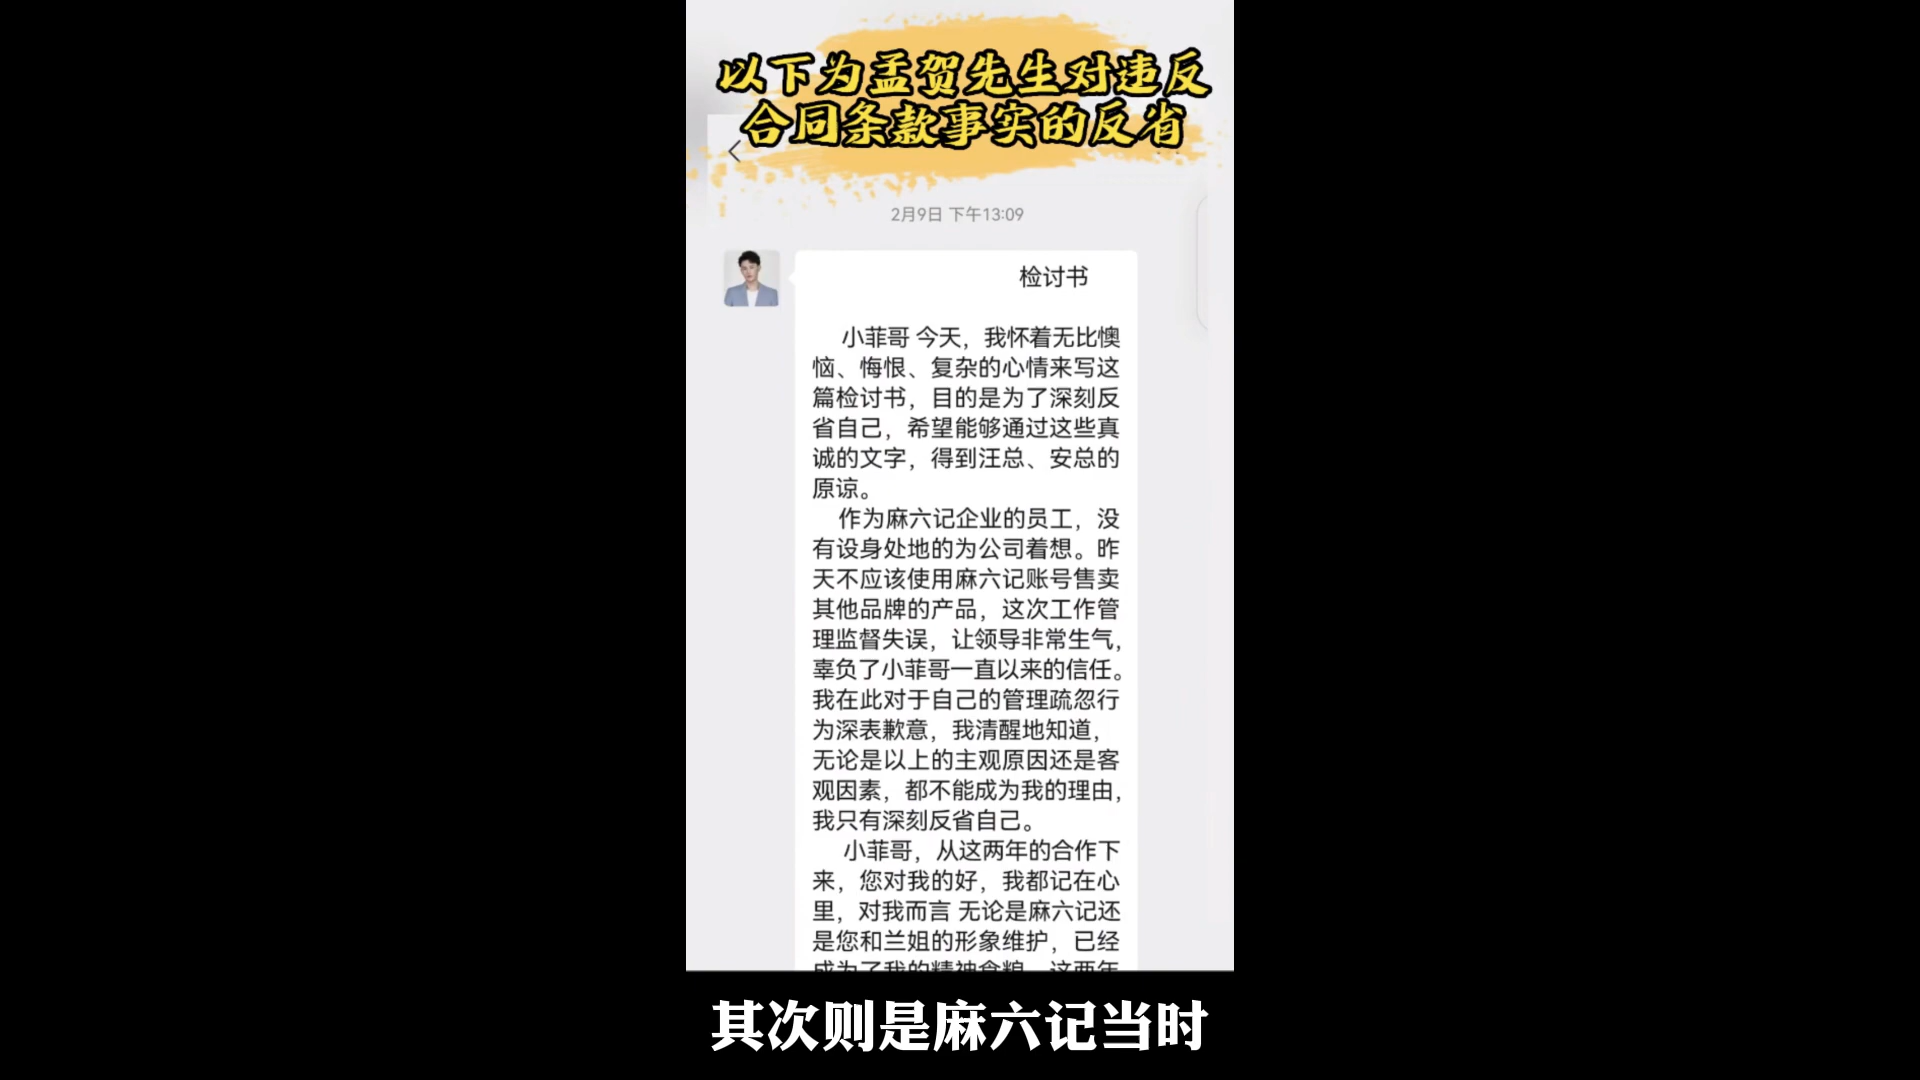 以下为孟贺先生对违反
合同条款事实的反省
2月9日 下午13:09
检讨书
小菲哥 今天，我怀着无比懊
恼、悔恨、复杂的心情来写这
篇检讨书，目的是为了深刻反
省自己，希望能够通过这些真
诚的文字，得到汪总、安总的
原谅。
作为麻六记企业的员工，没
有设身处地的为公司着想。昨
天不应该使用麻六记账号售卖
其他品牌的产品，这次工作管
理监督失误，让领导非常生气，
辜负了小菲哥一直以来的信任。
我在此对于自己的管理疏忽行
为深表歉意，我清醒地知道，
无论是以上的主观原因还是客
观因素，都不能成为我的理由，
我只有深刻反省自己。
小菲哥，从这两年的合作下
来，您对我的好，我都记在心
里，对我而言 无论是麻六记还
是您和兰姐的形象维护，已经
成为了我的精神食粮，这两年
其次则是麻六记当时